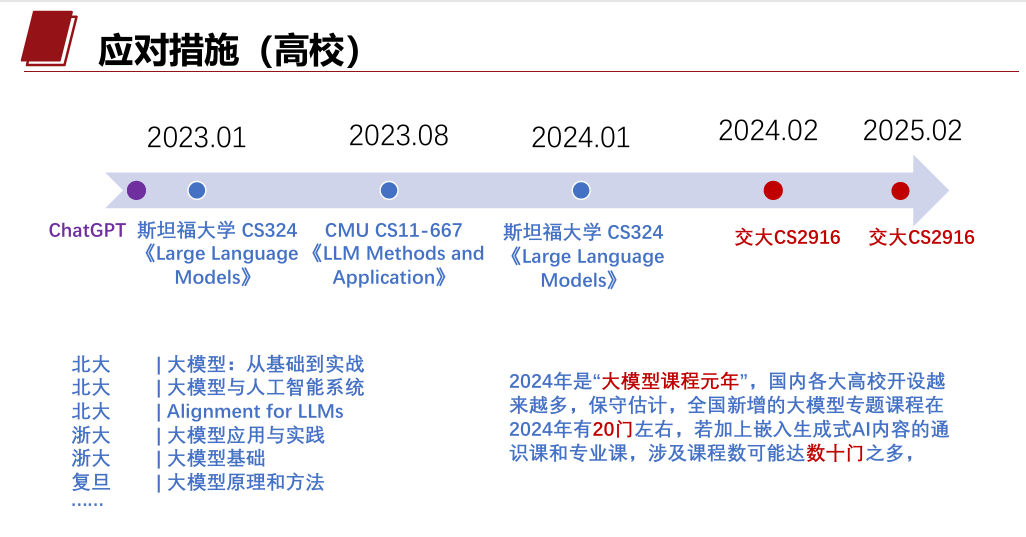 应对措施（高校）
2023.01
2023.08
2024.01
2024.02
2025.02
ChatGPT
斯坦福大学 CS324
《Large Language
Models》
CMU CS11-667
《LLM Methods and
Application》
斯坦福大学 CS324
《Large Language
Models》
交大CS2916
交大CS2916
北大 | 大模型：从基础到实战
北大 | 大模型与人工智能系统
北大 | Alignment for LLMs
浙大 | 大模型应用与实践
浙大 | 大模型基础
复旦 | 大模型原理和方法
……
2024年是“大模型课程元年”，国内各大高校开设越
来越多，保守估计，全国新增的大模型专题课程在
2024年有20门左右，若加上嵌入生成式AI内容的通
识课和专业课，涉及课程数可能达数十门之多，